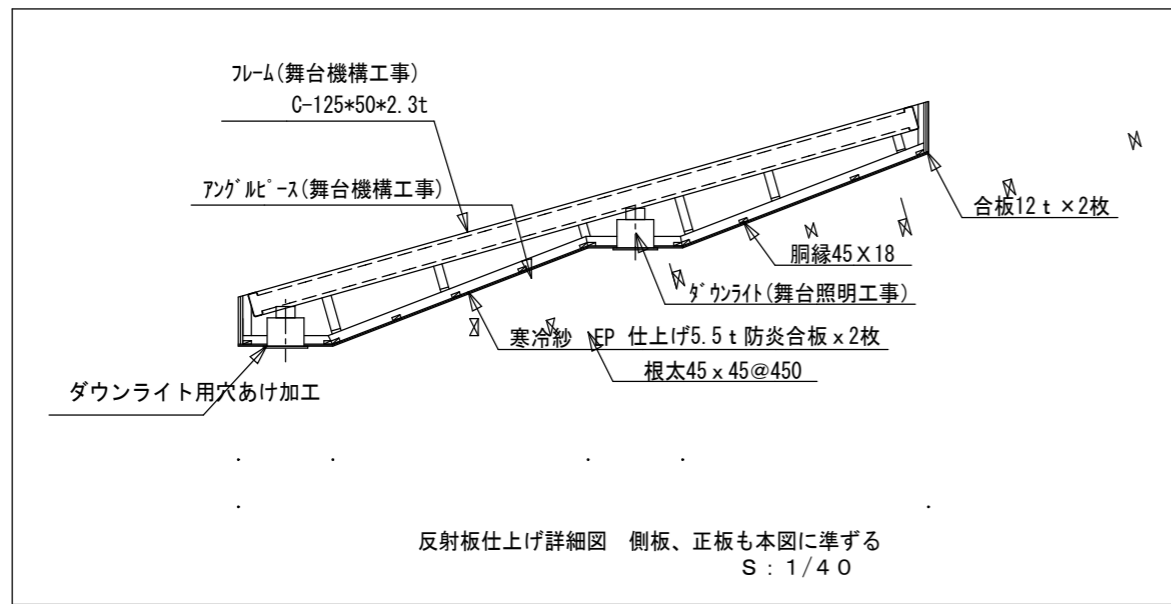 ﾌﾚｰﾑ(舞台機構工事)
C-125*50*2.3t
ｱﾝｸﾞﾙﾋﾟｰｽ(舞台機構工事)
合板12ｔ×2枚
胴縁45×18
ﾀﾞｳﾝﾗｲﾄ(舞台照明工事)
寒冷紗　EP 仕上げ5.5ｔ防炎合板ｘ2枚
根太45ｘ45@450
ダウンライト用穴あけ加工
反射板仕上げ詳細図　側板、正板も本図に準ずる
Ｓ：1/４０